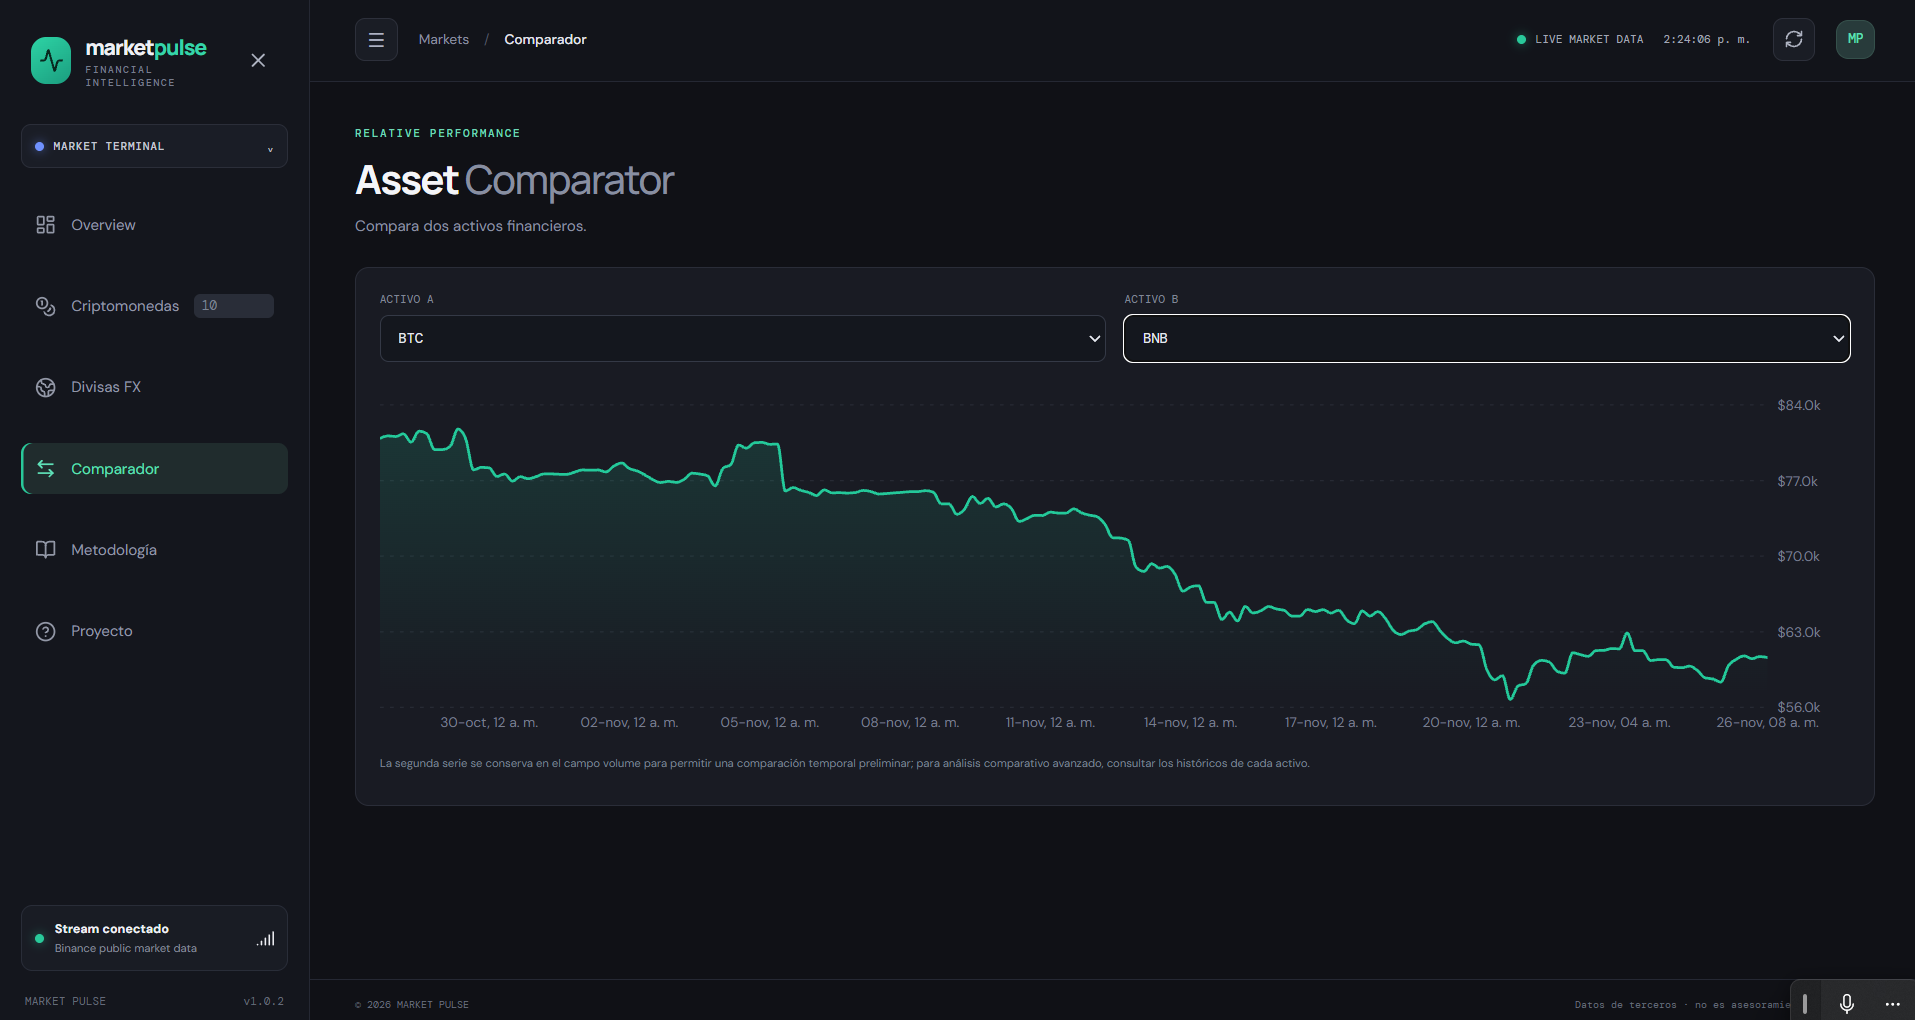 marketpulse
FINANCIAL
INTELLIGENCE
MARKET TERMINAL
Overview
Criptomonedas 10
Divisas FX
Comparador
Metodología
Proyecto
Stream conectado
Binance public market data
MARKET PULSE v1.0.2
Markets / Comparador
LIVE MARKET DATA 2:24:06 p. m.
MP
RELATIVE PERFORMANCE
Asset Comparator
Compara dos activos financieros.
ACTIVO A
BTC
ACTIVO B
BNB
$84.0k
$77.0k
$70.0k
$63.0k
$56.0k
30-oct, 12 a. m. 02-nov, 12 a. m. 05-nov, 12 a. m. 08-nov, 12 a. m. 11-nov, 12 a. m. 14-nov, 12 a. m. 17-nov, 12 a. m. 20-nov, 12 a. m. 23-nov, 04 a. m. 26-nov, 08 a. m.
La segunda serie se conserva en el campo volume para permitir una comparación temporal preliminar; para análisis comparativo avanzado, consultar los históricos de cada activo.
© 2026 MARKET PULSE
Datos de terceros · no es asesoramie